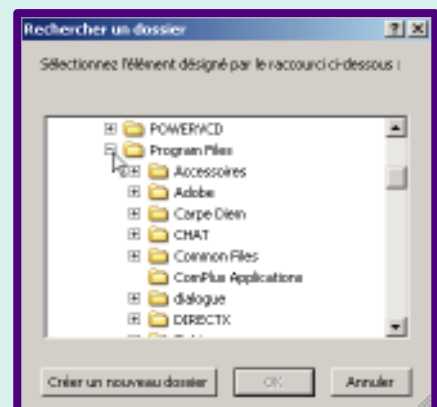 Rechercher un dossier
Sélectionnez l'élément désigné par le raccourci ci-dessous :
POWERVCD
Program Files
Accessoires
Adobe
Carpe Diem
CHAT
Common Files
ComPlus Applications
dialogue
DIRECTX
Créer un nouveau dossier
OK
Annuler